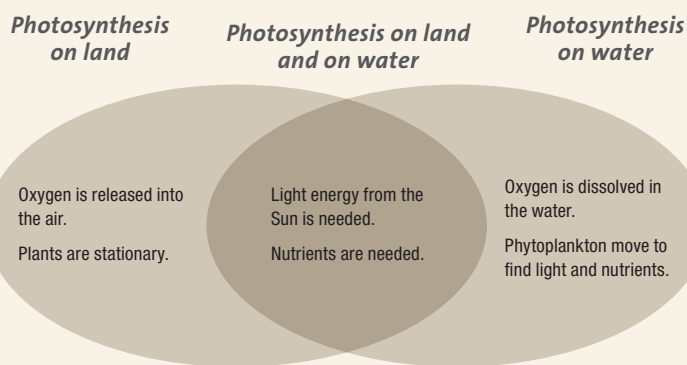 Photosynthesis
on land
Photosynthesis on land
and on water
Photosynthesis
on water
Oxygen is released into
the air.
Plants are stationary.
Light energy from the
Sun is needed.
Nutrients are needed.
Oxygen is dissolved in
the water.
Phytoplankton move to
find light and nutrients.